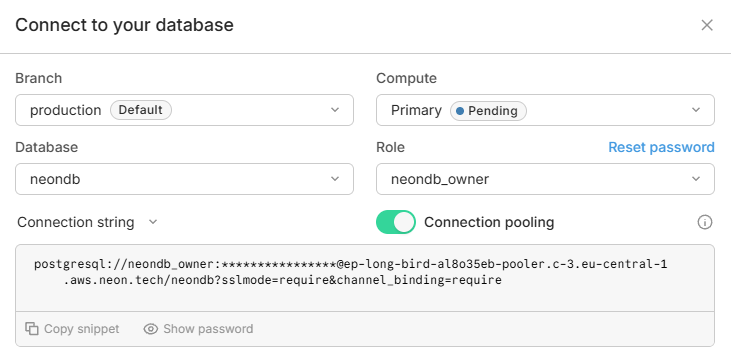 Connect to your database
Branch
Compute
production Default
Primary Pending
Database
Role
Reset password
neondb
neondb_owner
Connection string
Connection pooling
postgresql://neondb_owner:****************@ep-long-bird-al8o35eb-pooler.c-3.eu-central-1
.aws.neon.tech/neondb?sslmode=require&channel_binding=require
Copy snippet
Show password